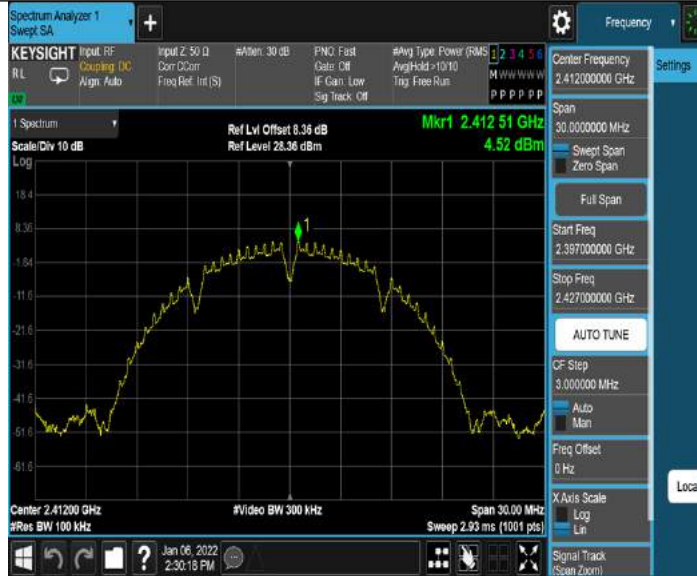 Spectrum Analyzer 1
Swept SA
+
Frequency
KEYSIGHT
RL
LW
Input: RF
Coupling: DC
Align: Auto
Input Z: 50 Ω
Corr CCorr
Freq Ref: Int (S)
#Atten: 30 dB
PNO: Fast
Gate: Off
IF Gain: Low
Sig Track: Off
#Avg Type: Power (RMS
Avg|Hold:>10/10
Trig: Free Run
1 2 3 4 5 6
M W W W W W
P P P P P P
Center Frequency
2.412000000 GHz
Settings
Span
30.0000000 MHz
Swept Span
Zero Span
Full Span
Start Freq
2.397000000 GHz
Stop Freq
2.427000000 GHz
AUTO TUNE
CF Step
3.000000 MHz
Auto
Man
Freq Offset
0 Hz
X Axis Scale
Log
Lin
Loca
Signal Track
(Span Zoom)
1 Spectrum
Scale/Div 10 dB
Log
Ref Lvl Offset 8.36 dB
Ref Level 28.36 dBm
Mkr1 2.412 51 GHz
4.52 dBm
18.4
8.36
-1.64
-11.6
-21.6
-31.6
-41.6
-51.6
-61.6
1
Center 2.41200 GHz
#Res BW 100 kHz
#Video BW 300 kHz
Span 30.00 MHz
Sweep 2.93 ms (1001 pts)
?
Jan 06, 2022
2:30:18 PM